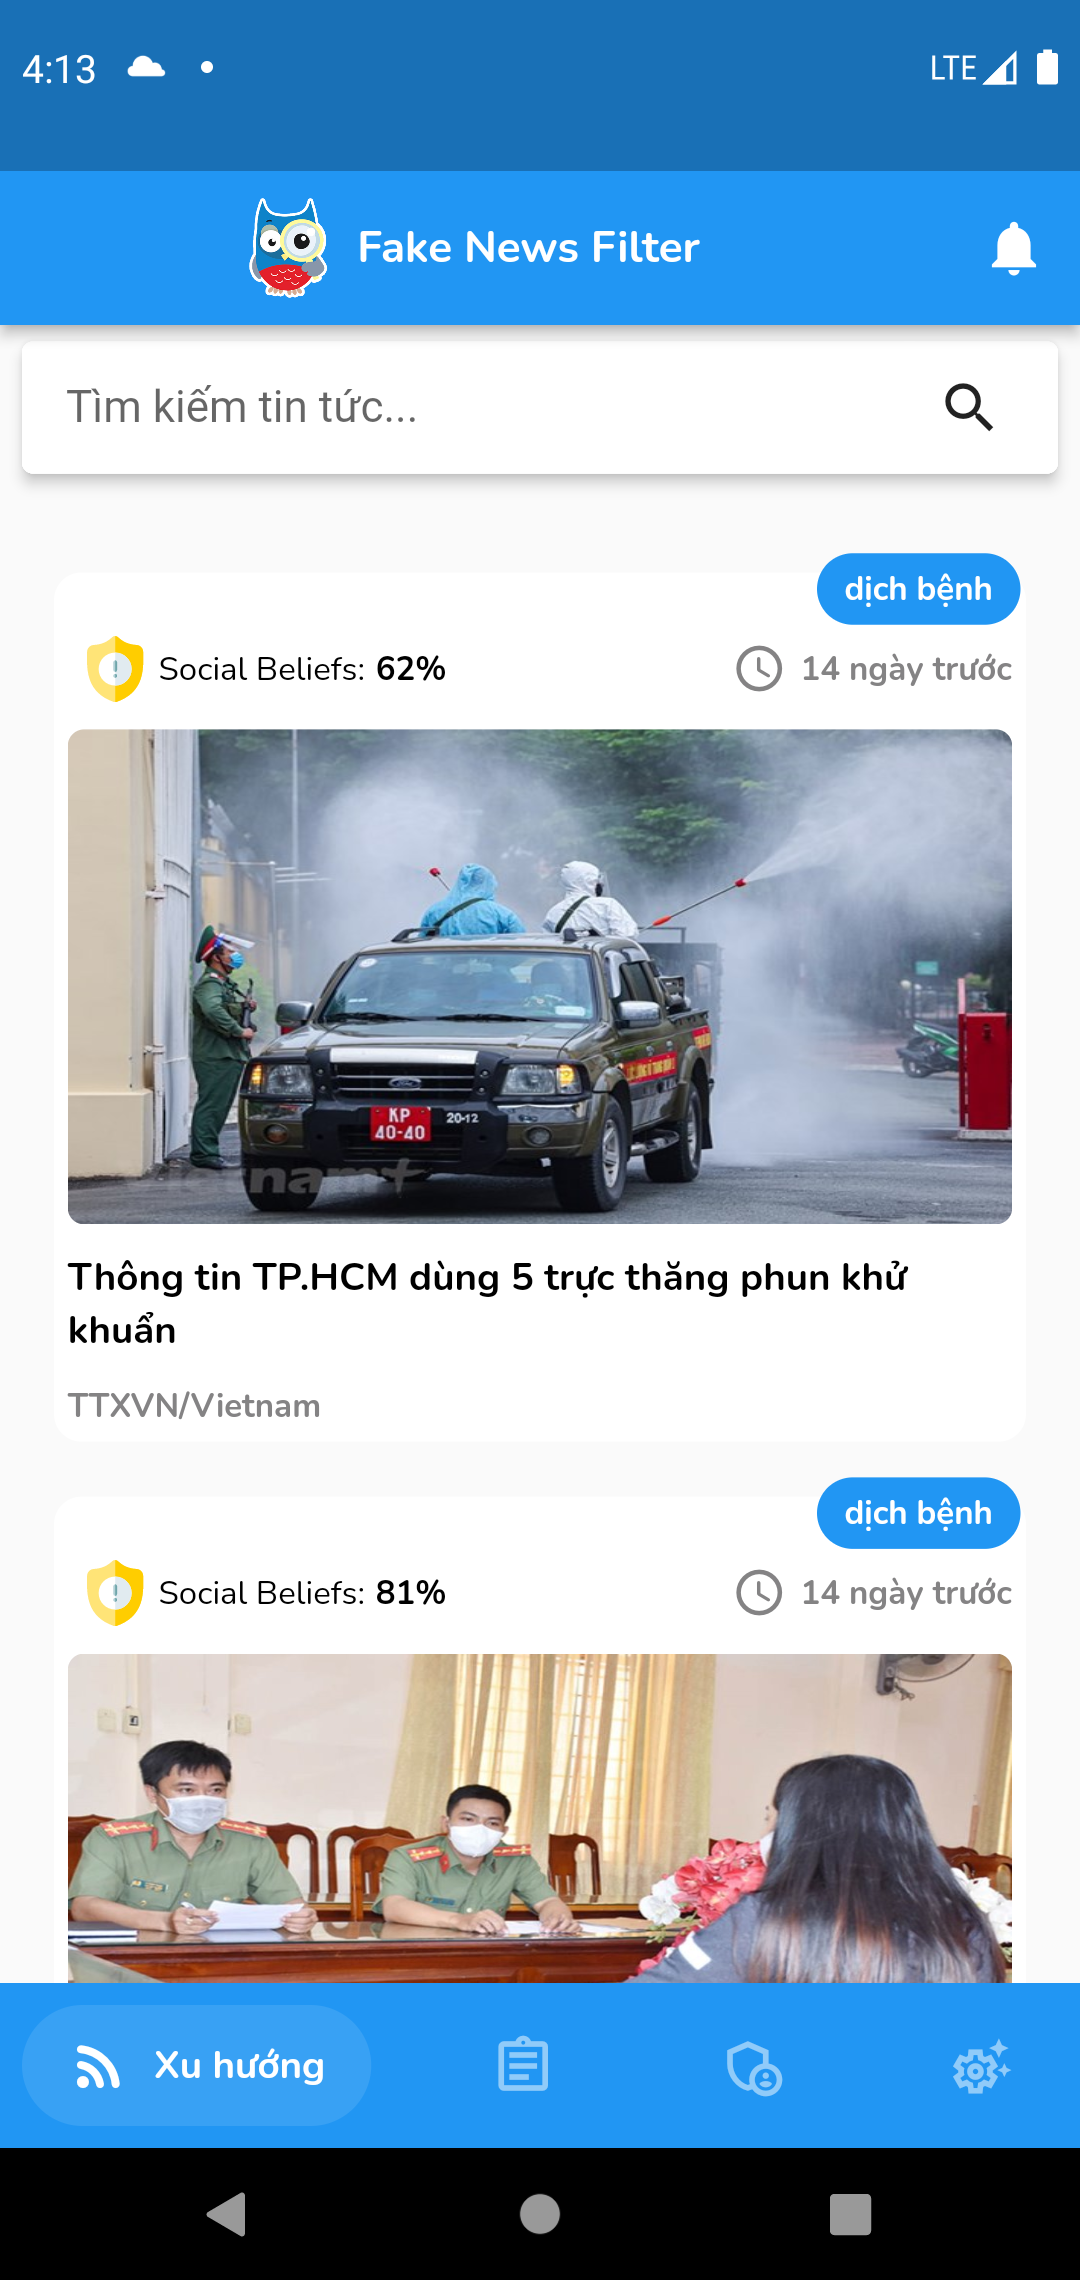 4:13
LTE
Fake News Filter
Tìm kiếm tin tức...
dịch bệnh
Social Beliefs: 62%
14 ngày trước
KP
40-40
20-12
Thông tin TP.HCM dùng 5 trực thăng phun khử
khuẩn
TTXVN/Vietnam
dịch bệnh
Social Beliefs: 81%
14 ngày trước
Xu hướng